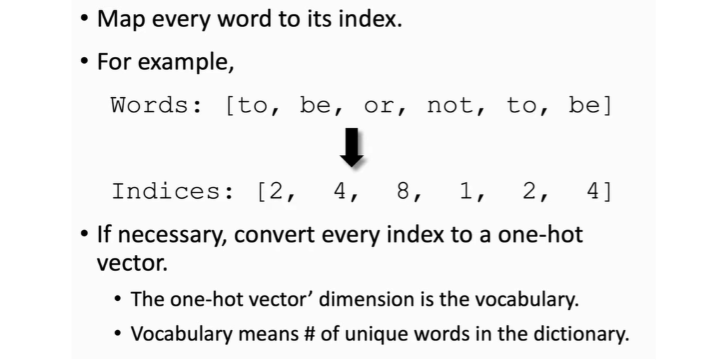 • Map every word to its index.
• For example,
Words: [to, be, or, not, to, be]
Indices: [2, 4, 8, 1, 2, 4]
• If necessary, convert every index to a one-hot
vector.
• The one-hot vector’ dimension is the vocabulary.
• Vocabulary means # of unique words in the dictionary.